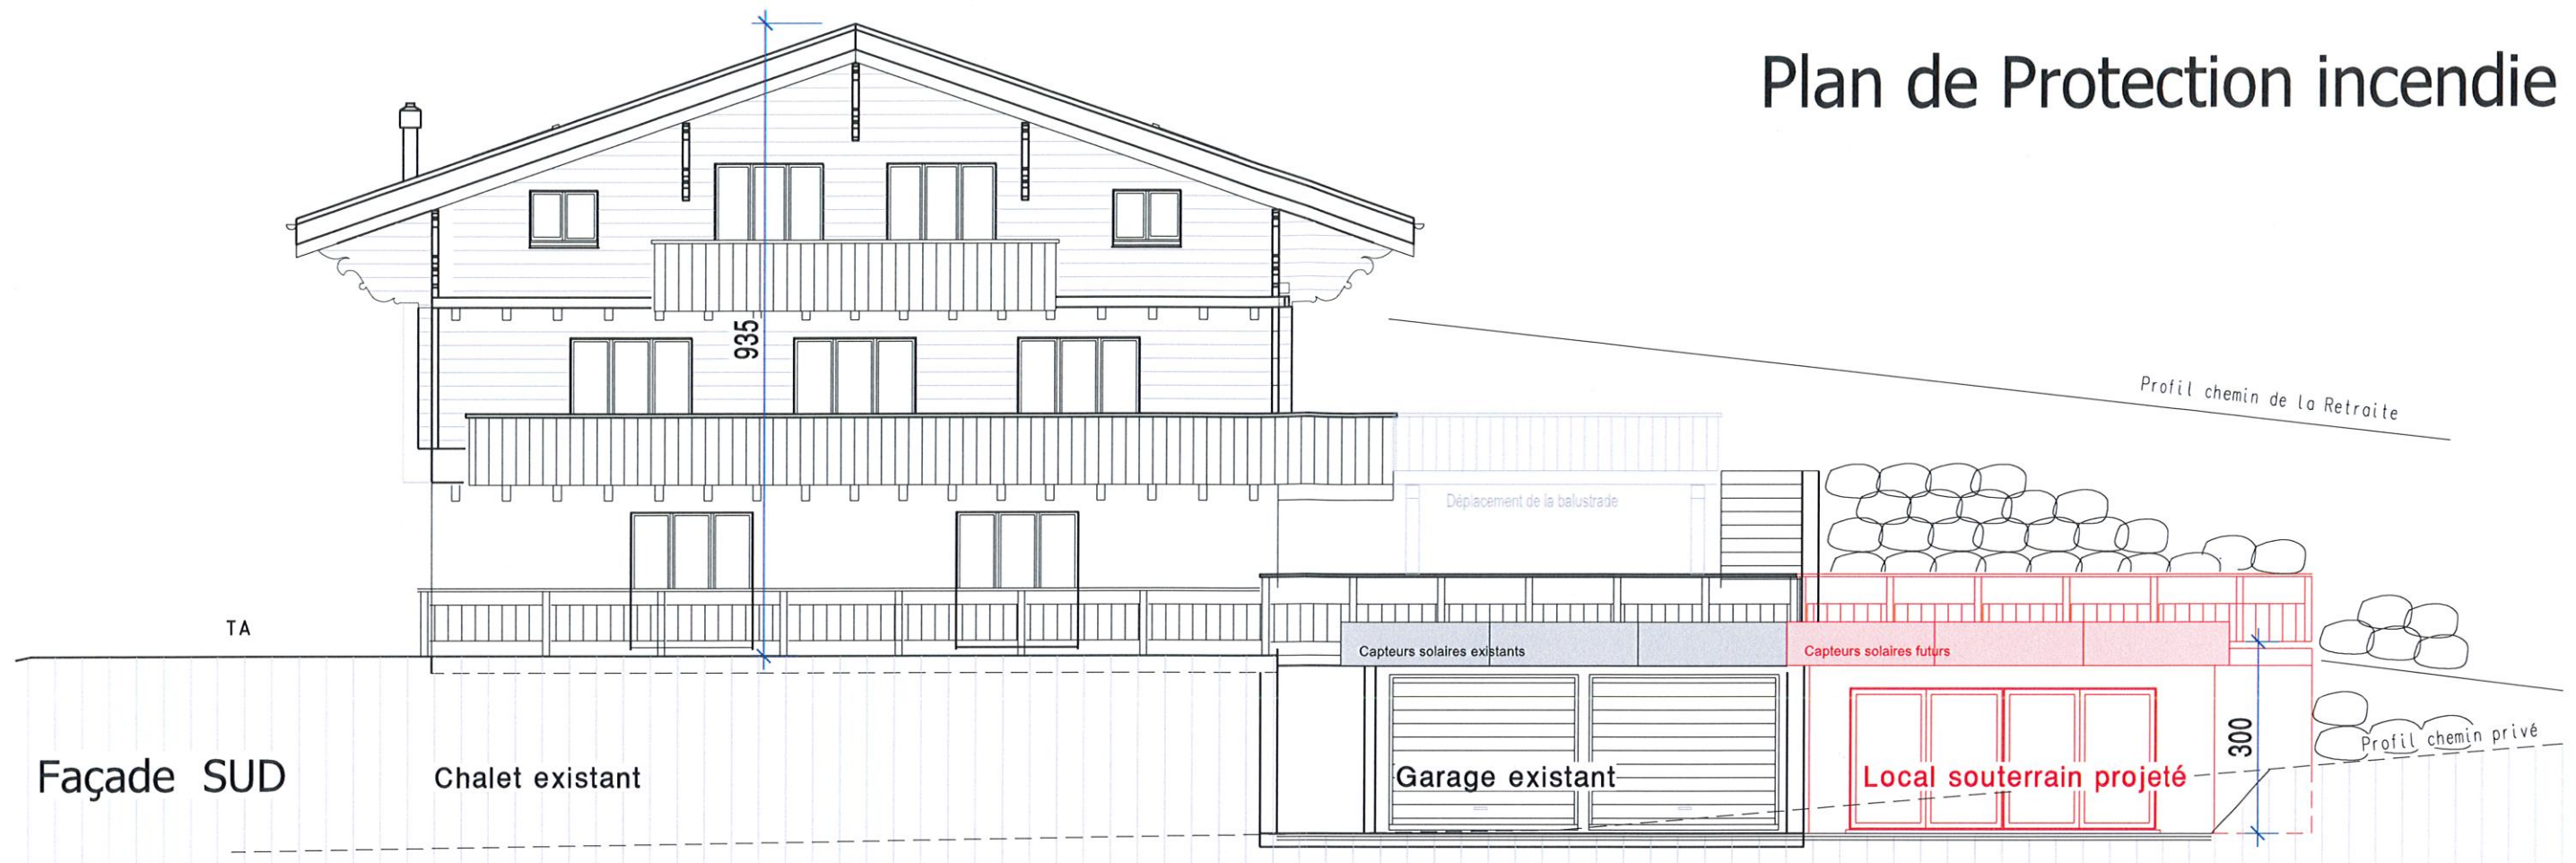 Plan de Protection incendie
935
Profil chemin de la Retraite
Déplacement de la balustrade
TA
Capteurs solaires existants
Capteurs solaires futurs
300
Profil chemin privé
Façade SUD
Chalet existant
Garage existant
Local souterrain projeté